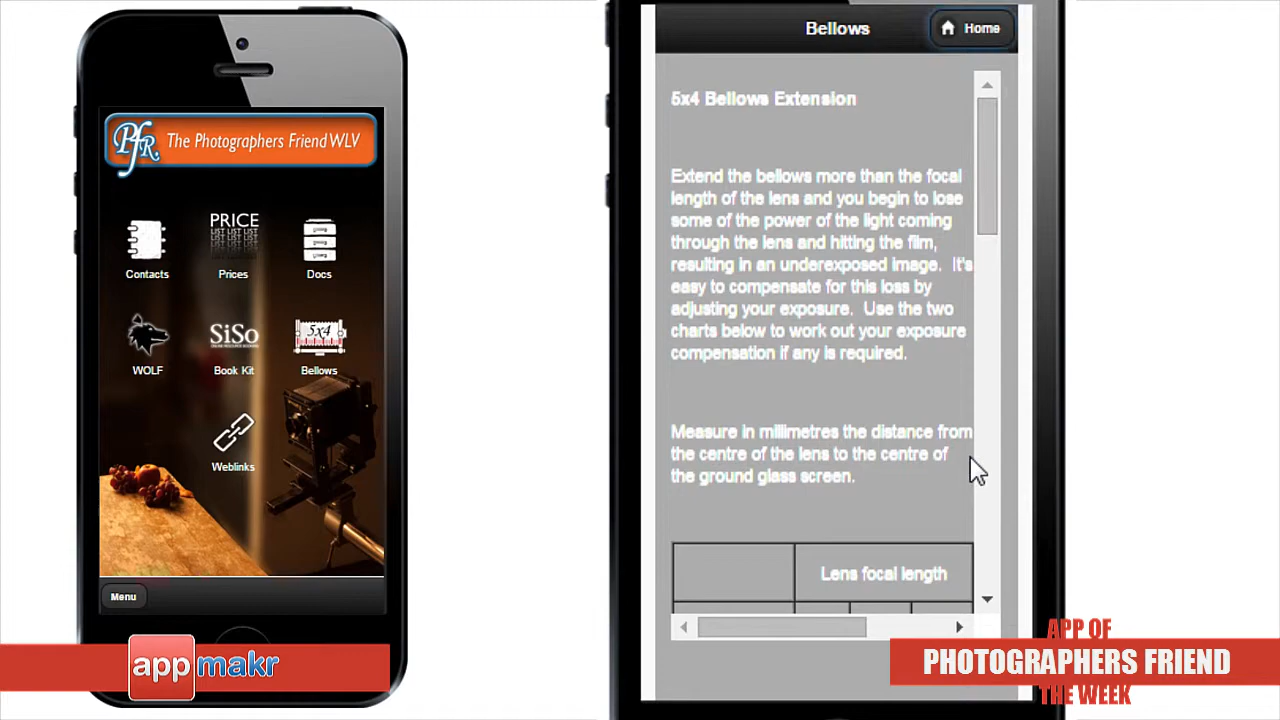 PfR.
The Photographers Friend WLV
PRICE
LIST LIST LIST
Contacts
Prices
Docs
5x4
SiSo
ONLINE RESOURCE BOOKING
WOLF
Book Kit
Bellows
Weblinks
Menu
appmakr
Bellows
Home
5x4 Bellows Extension
Extend the bellows more than the focal
length of the lens and you begin to lose
some of the power of the light coming
through the lens and hitting the film,
resulting in an underexposed image. It's
easy to compensate for this loss by
adjusting your exposure. Use the two
charts below to work out your exposure
compensation if any is required.
Measure in millimetres the distance from
the centre of the lens to the centre of
the ground glass screen.
Lens focal length
APP OF
PHOTOGRAPHERS FRIEND
THE WEEK